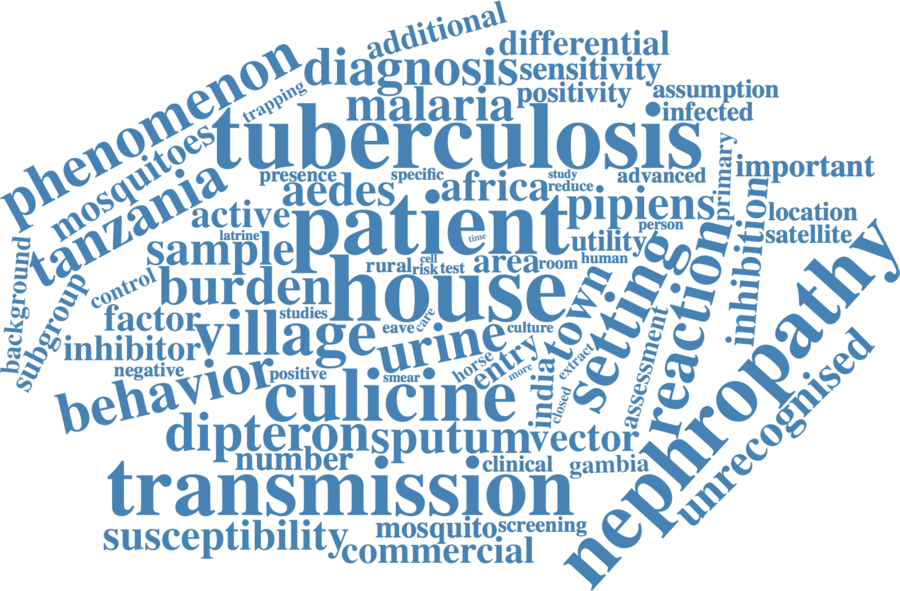 additional
differential
phenomenon
diagnosis
sensitivity
trapping
malaria
positivity
assumption
infected
mosquitoes
tuberculosis
primary
important
presence
specific
study
reduce
advanced
tanzania
aedes
africa
pipiens
inhibition
location
active
latrine
patient
time
person
utility
satellite
sample
cell
rural
risk
test
area
room
human
background
subgroup
control
burden
house
town
setting
reaction
nephropathy
factor
village
studies
eave
care
urine
culture
inhibitor
negative
positive
smear
horse
entry
more
extract
assessment
unrecognised
behavior
culicine
india
closed
dipteron
sputum
vector
number
clinical
gambia
transmission
susceptibility
mosquito
screening
commercial